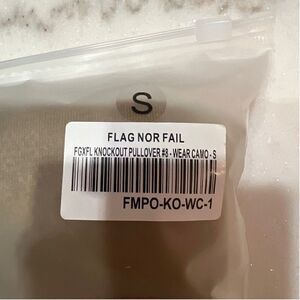 S
FLAG NOR FAIL
FGXFL KNOCKOUT PULLOVER #8 - WEAR CAMO - S
FMPO-KO-WC-1